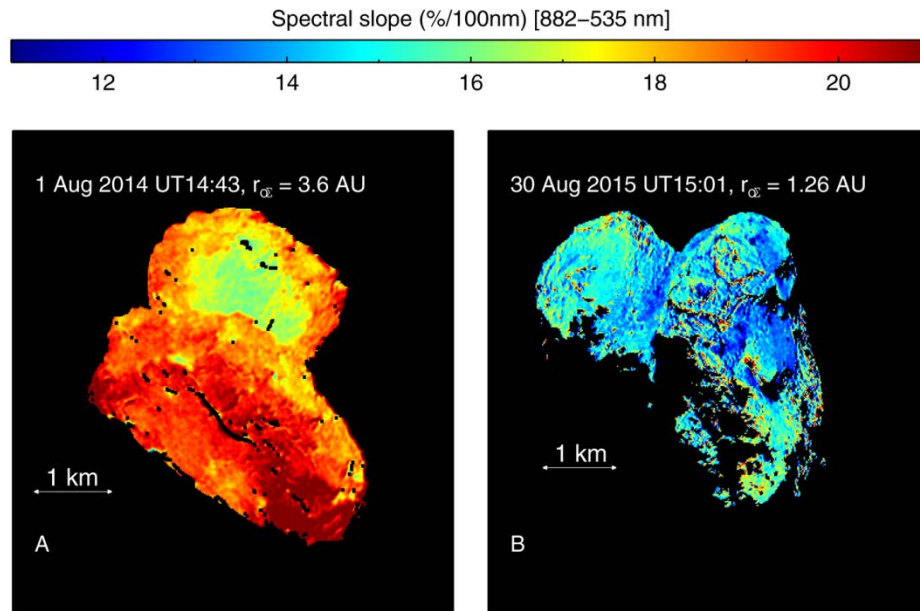 Spectral slope (%/100nm) [882–535 nm]
12 14 16 18 20
1 Aug 2014 UT14:43, r = 3.6 AU
1 km
A
30 Aug 2015 UT15:01, r = 1.26 AU
1 km
B